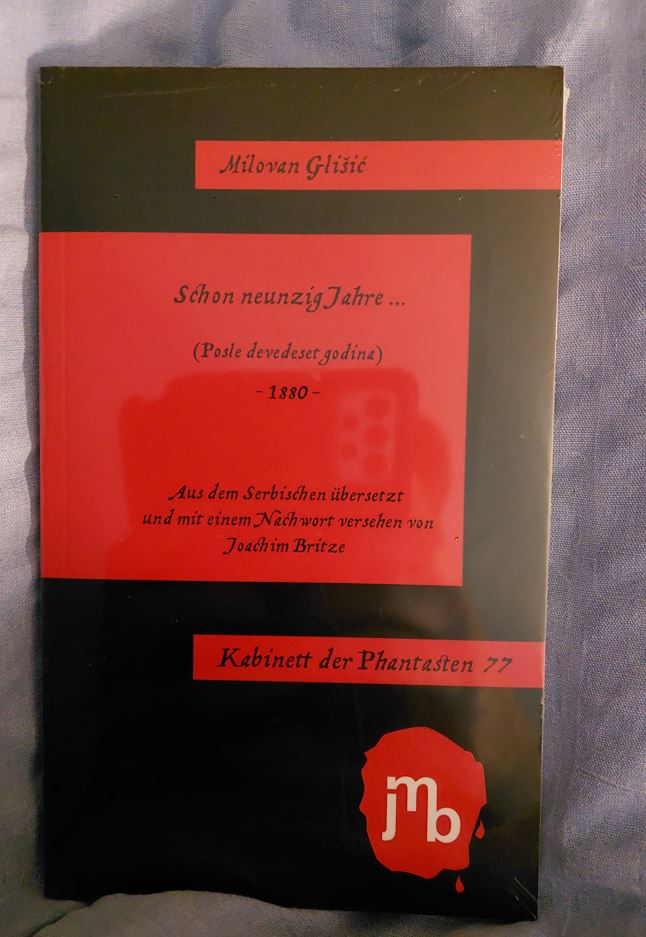 Milovan Glišić
Schon neunzig Jahre ...
(Posle devedeset godina)
- 1880 -
Aus dem Serbischen übersetzt
und mit einem Nachwort versehen von
Joachim Britze
Kabinett der Phantasten 77
jmb